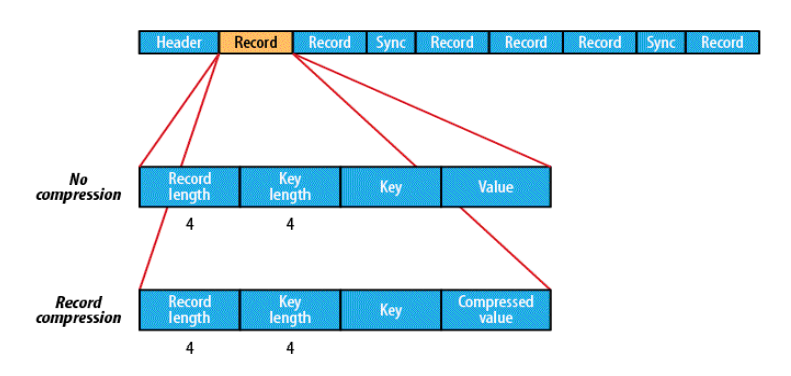 Header Record Record Sync Record Record Record Sync Record
No
compression
Record
length
Key
length
Key
Value
4 4
Record
compression
Record
length
Key
length
Key
Compressed
value
4 4